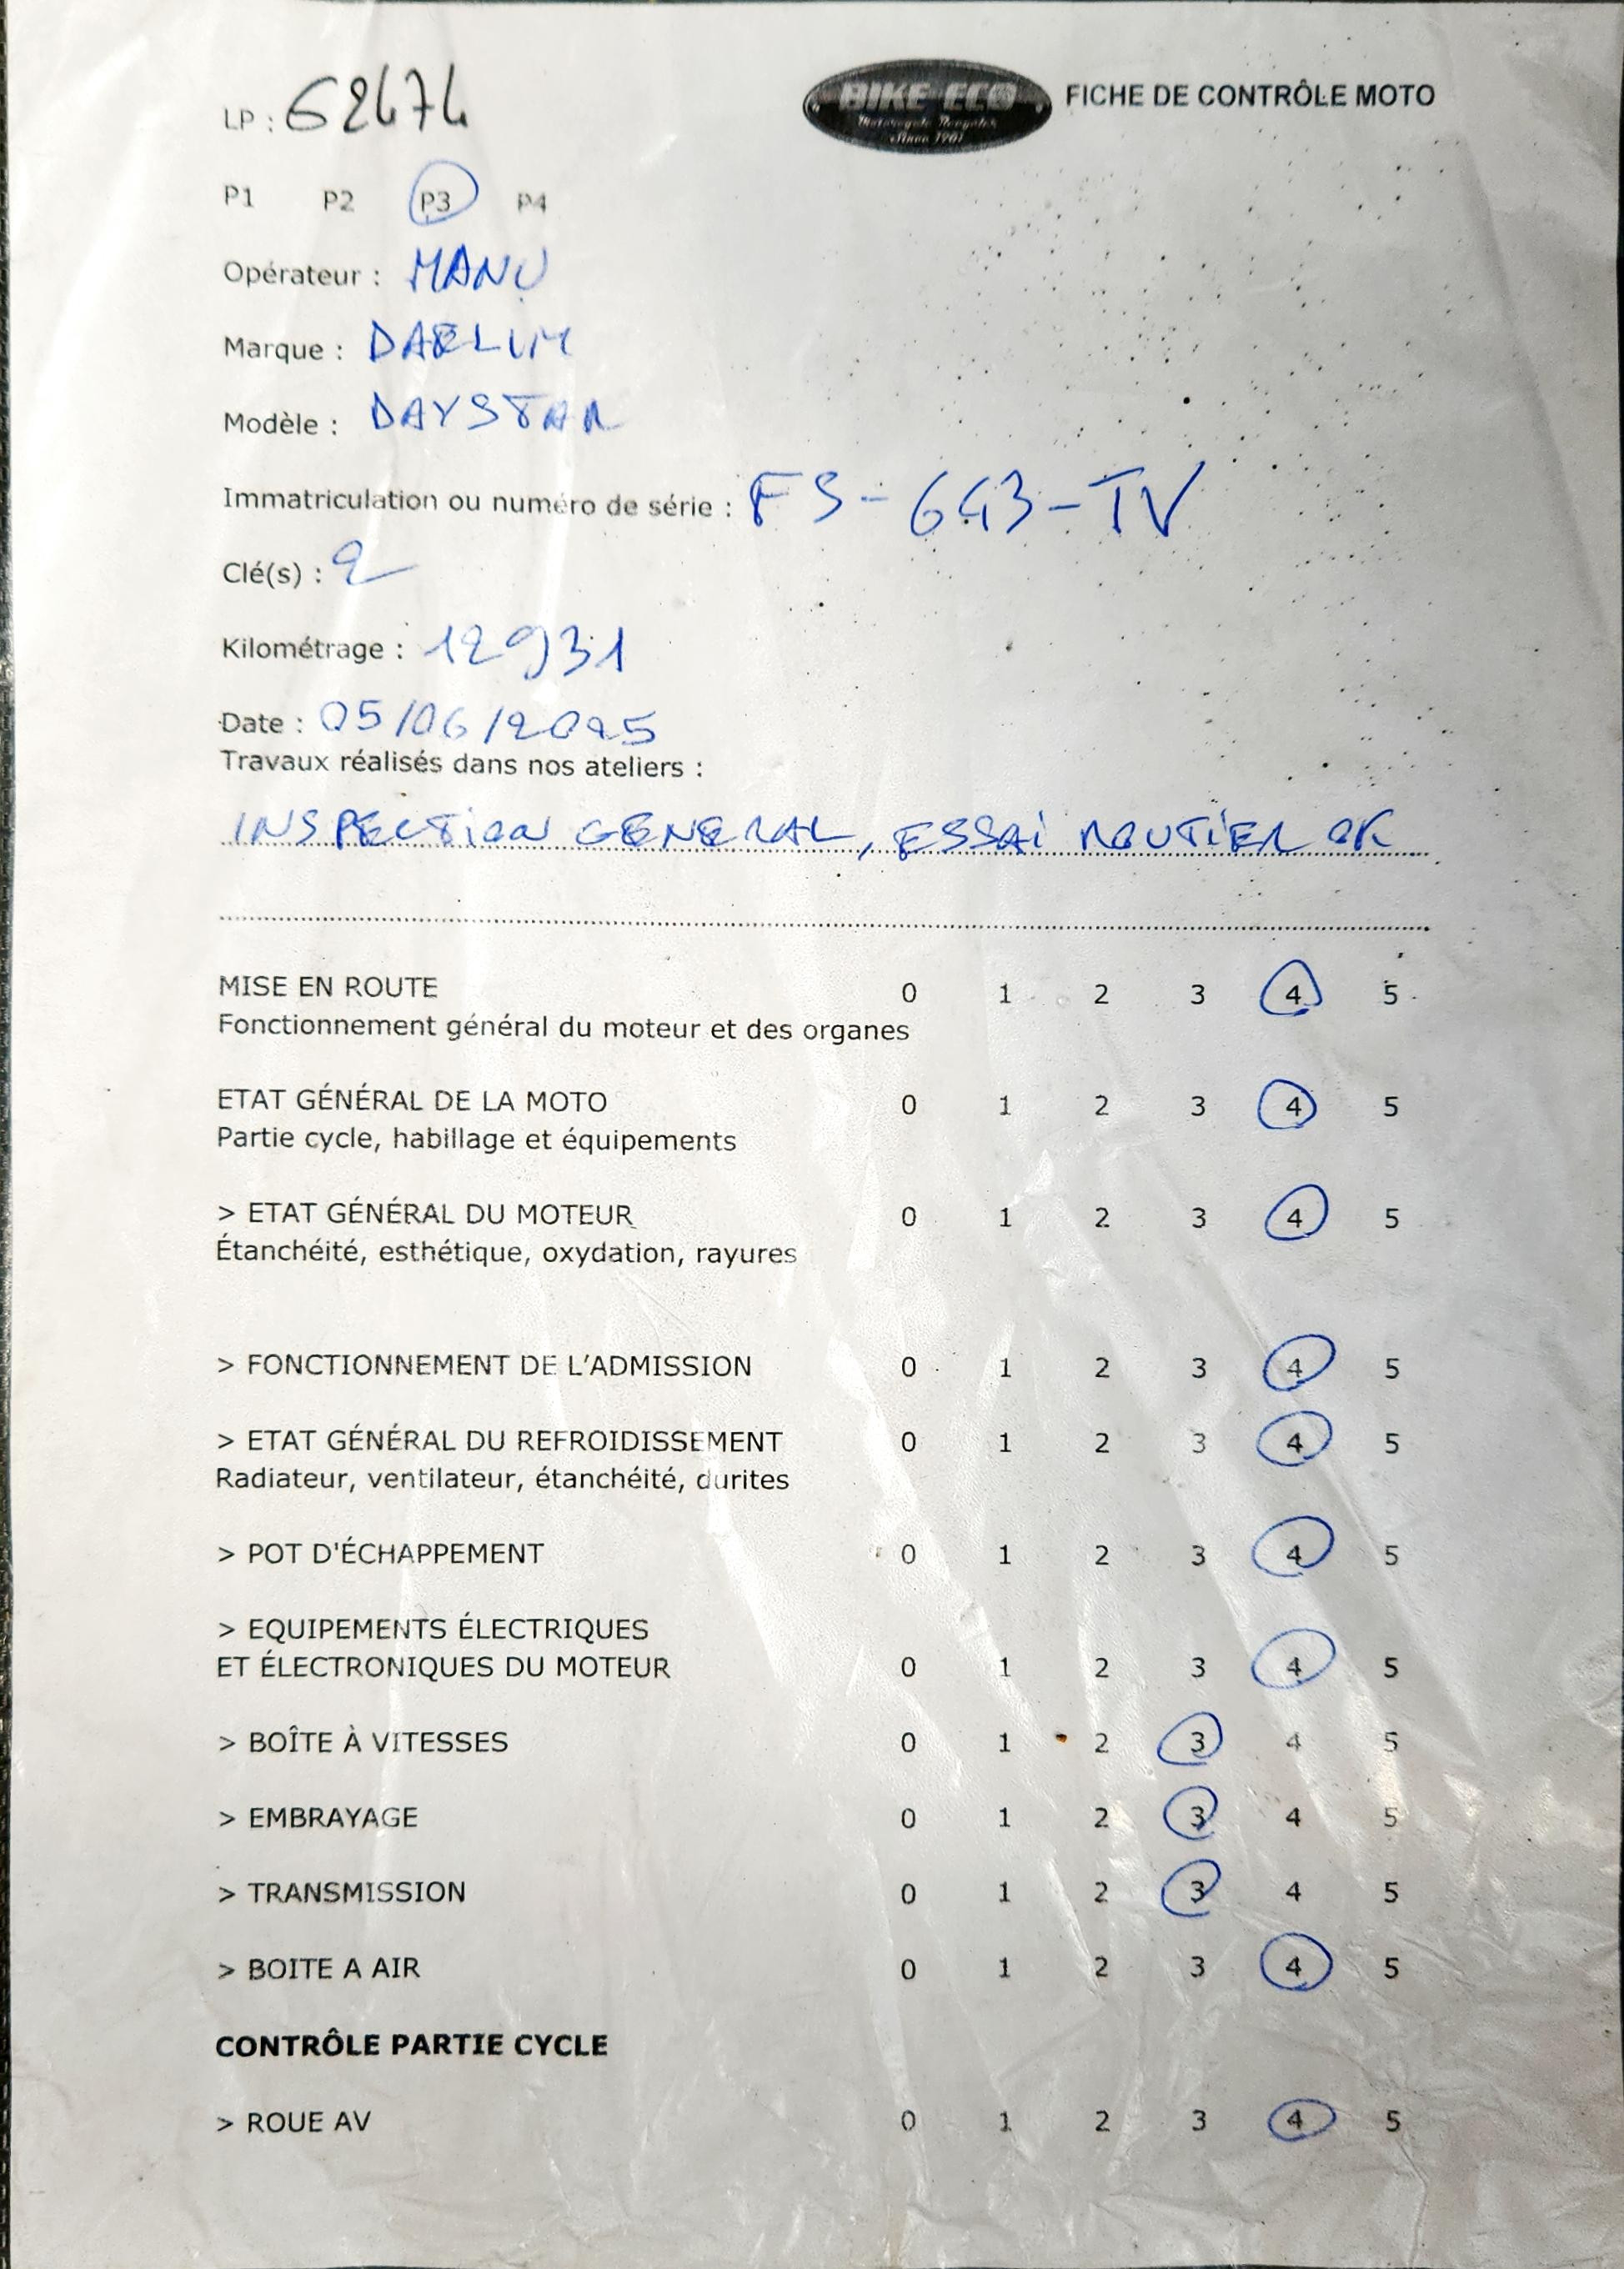 LP : 62474
BIKE ECO
Motorcycle Recycler
Since 1981
FICHE DE CONTRÔLE MOTO
P1 P2 P3 P4
Opérateur : MANU
Marque : DAELIM
Modèle : DAYSTAR
Immatriculation ou numéro de série : FS-643-TV
Clé(s) : 2
Kilométrage : 12931
Date : 05/06/2025
Travaux réalisés dans nos ateliers :
INSPECTION GENERAL, ESSAI ROUTIER OK
MISE EN ROUTE 0 1 2 3 4 5
Fonctionnement général du moteur et des organes
ETAT GÉNÉRAL DE LA MOTO 0 1 2 3 4 5
Partie cycle, habillage et équipements
> ETAT GÉNÉRAL DU MOTEUR 0 1 2 3 4 5
Étanchéité, esthétique, oxydation, rayures
> FONCTIONNEMENT DE L'ADMISSION 0 1 2 3 4 5
> ETAT GÉNÉRAL DU REFROIDISSEMENT 0 1 2 3 4 5
Radiateur, ventilateur, étanchéité, durites
> POT D'ÉCHAPPEMENT 0 1 2 3 4 5
> EQUIPEMENTS ÉLECTRIQUES
ET ÉLECTRONIQUES DU MOTEUR 0 1 2 3 4 5
> BOÎTE À VITESSES 0 1 2 3 4 5
> EMBRAYAGE 0 1 2 3 4 5
> TRANSMISSION 0 1 2 3 4 5
> BOITE A AIR 0 1 2 3 4 5
CONTRÔLE PARTIE CYCLE
> ROUE AV 0 1 2 3 4 5